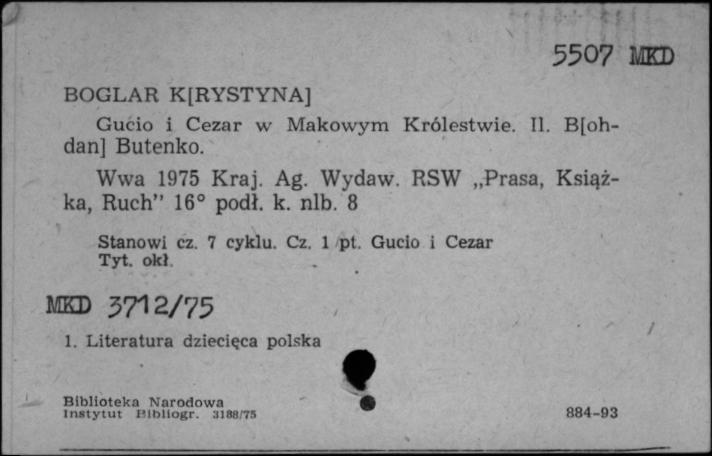 5507 MKD
BOGLAR K[RYSTYNA]
Gucio i Cezar w Makowym Królestwie. Il. B[oh-
dan] Butenko.
Wwa 1975 Kraj. Ag. Wydaw. RSW „Prasa, Książ-
ka, Ruch” 16° podł. k. nlb. 8
Stanowi cz. 7 cyklu. Cz. 1 pt. Gucio i Cezar
Tyt. okł.
MKD 3712/75
1. Literatura dziecięca polska
Biblioteka Narodowa
Instytut Bibliogr. 3188/75
884-93